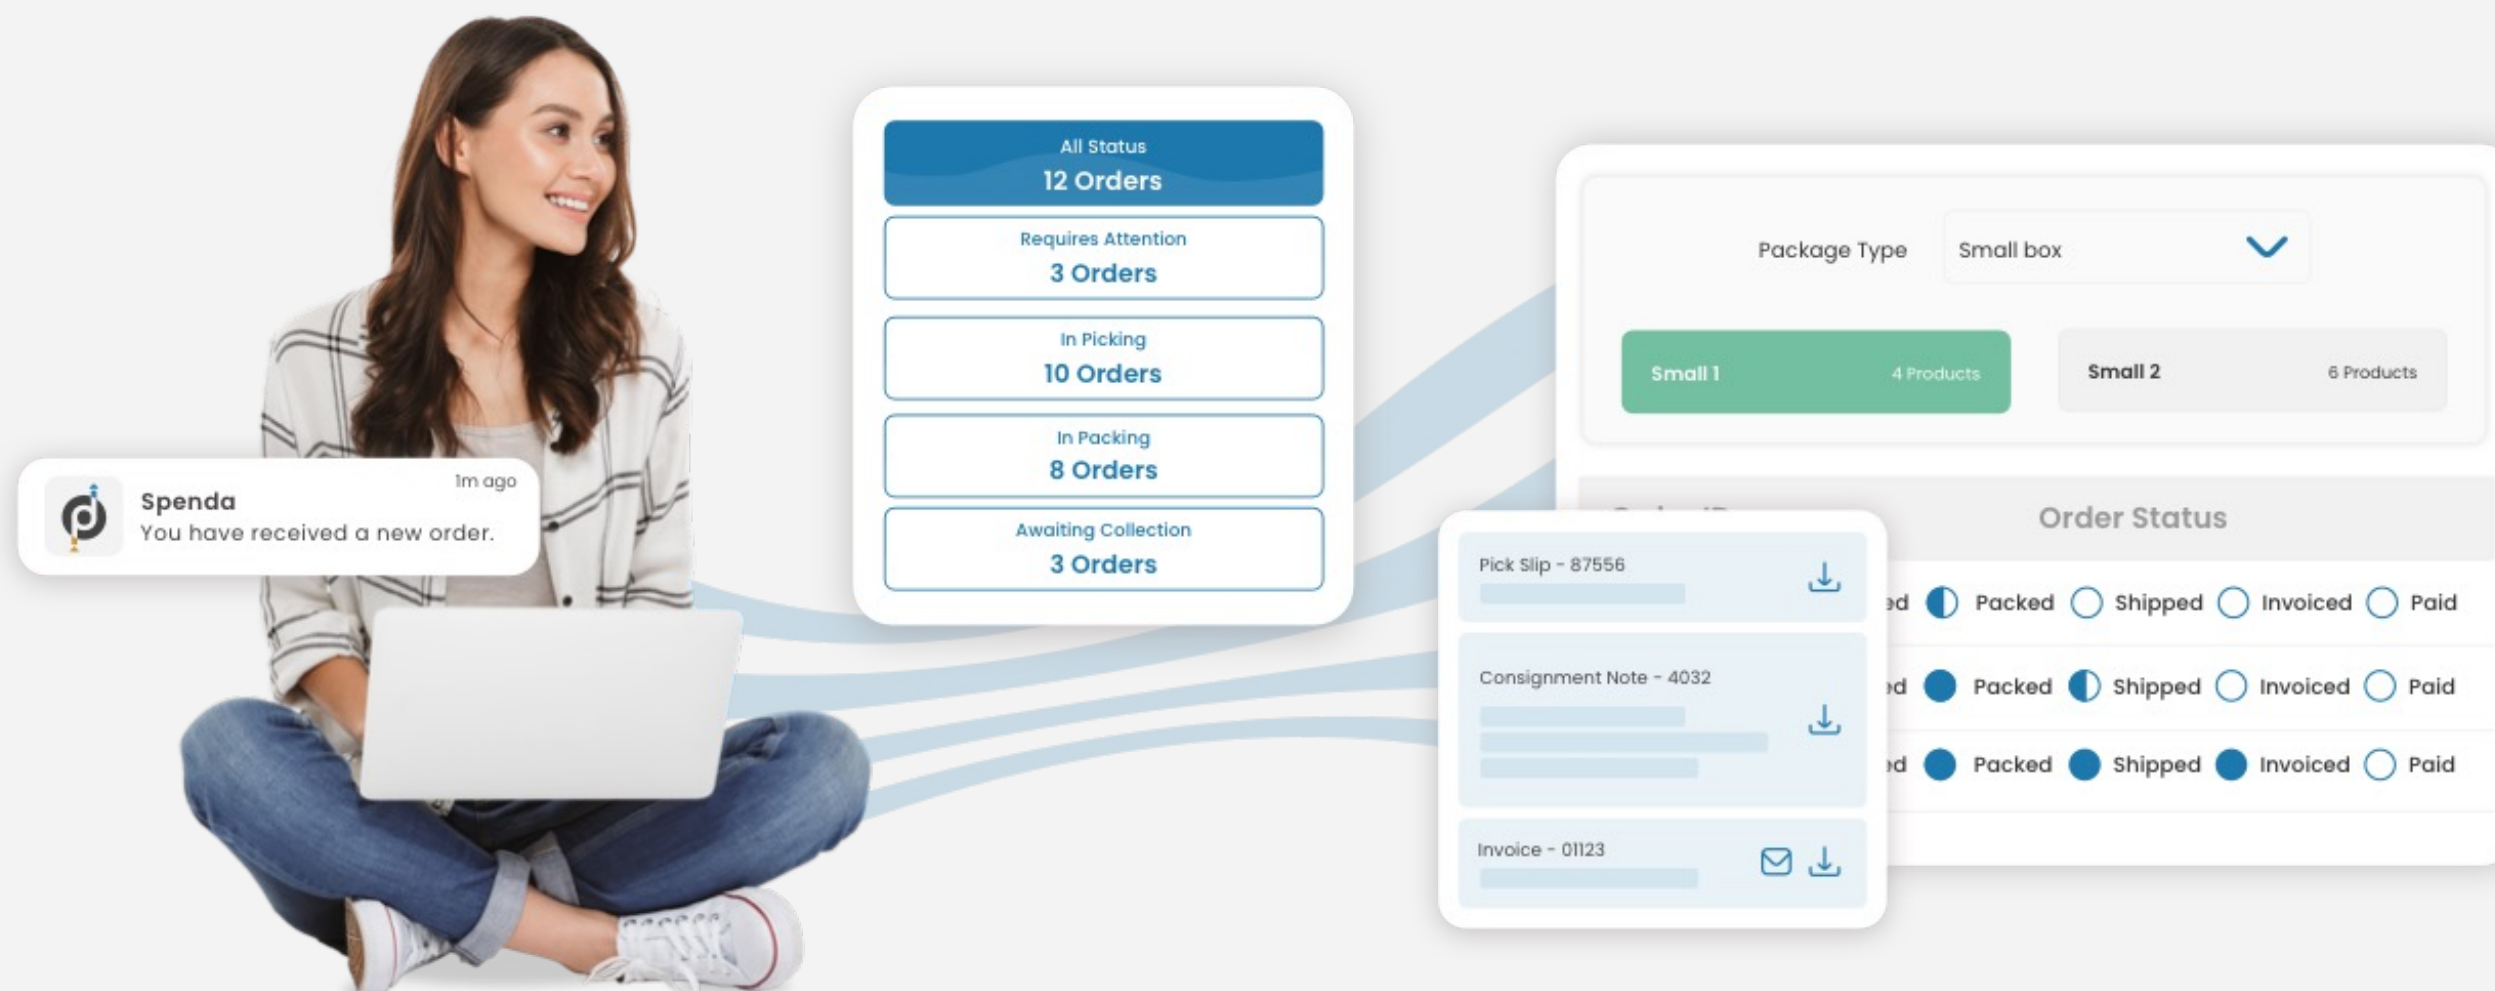 Spenda
1m ago
You have received a new order.
All Status
12 Orders
Requires Attention
3 Orders
In Picking
10 Orders
In Packing
8 Orders
Awaiting Collection
3 Orders
Package Type Small box
Small 1 4 Products Small 2 6 Products
Order Status
Packed Shipped Invoiced Paid
Packed Shipped Invoiced Paid
Packed Shipped Invoiced Paid
Pick Slip - 87556
Consignment Note - 4032
Invoice - 01123